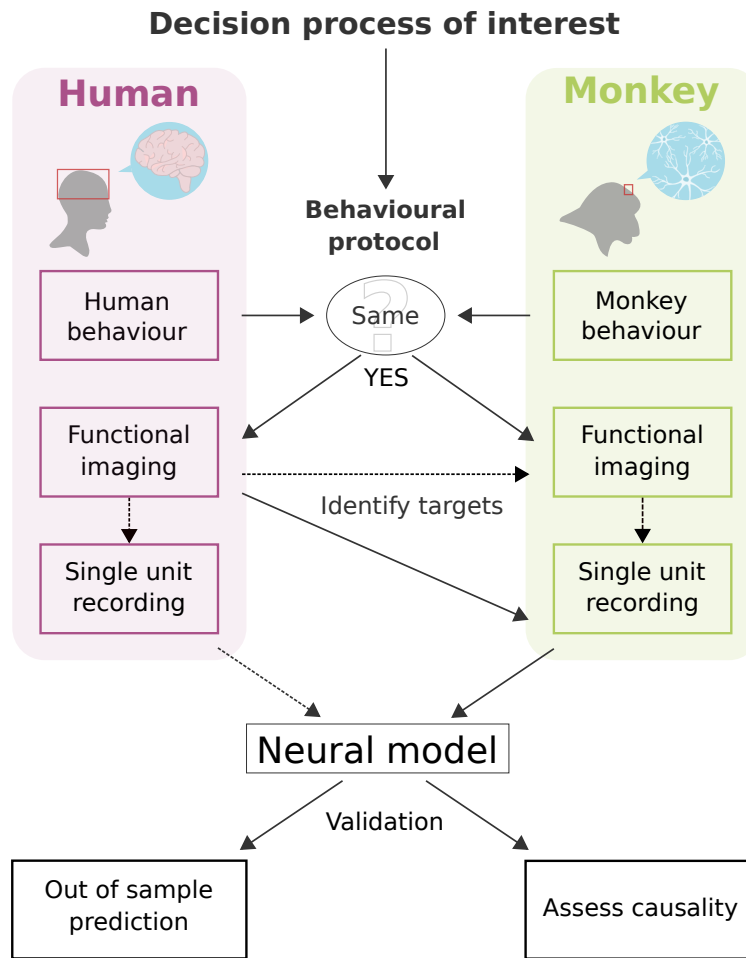 Decision process of interest
Human
Monkey
Behavioural
protocol
Human
behaviour
?
Same
Monkey
behaviour
YES
Functional
imaging
Functional
imaging
Identify targets
Single unit
recording
Single unit
recording
Neural model
Validation
Out of sample
prediction
Assess causality